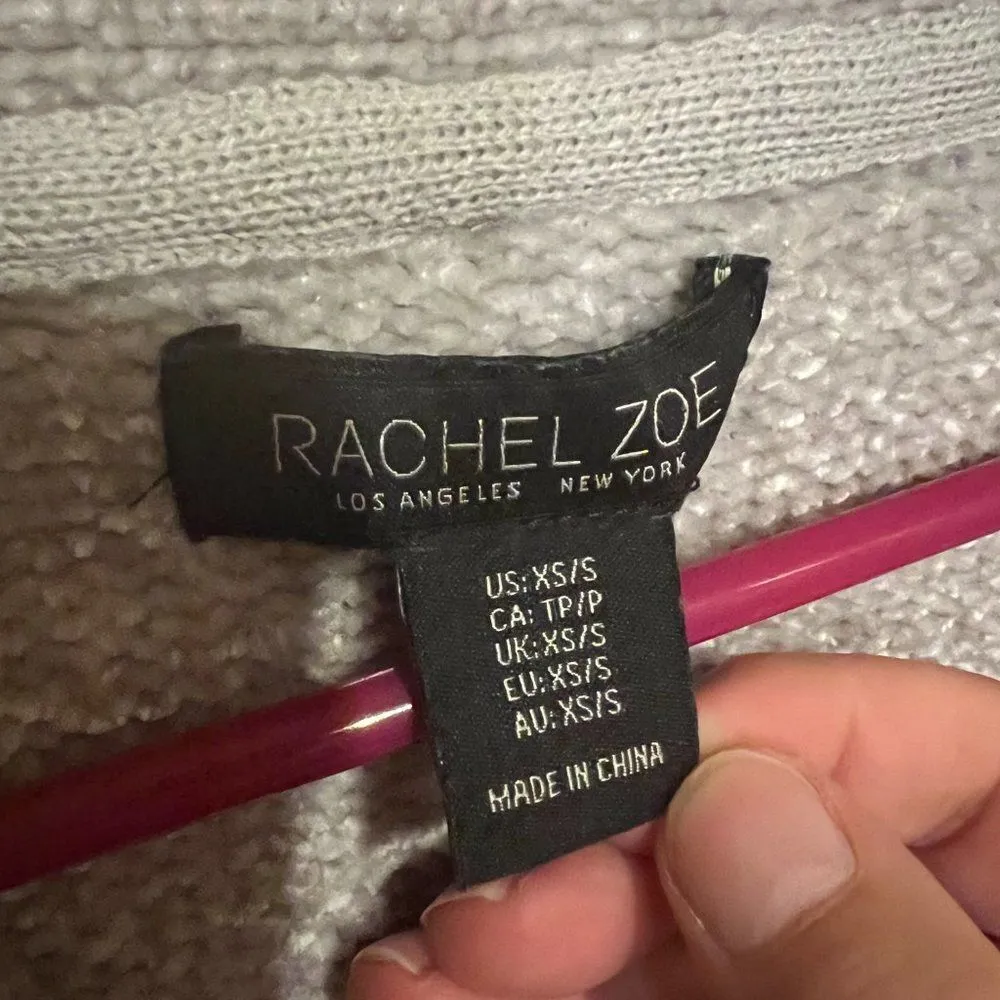 RACHEL ZOE
LOS ANGELES NEW YORK
US: XS/S
CA: TP/P
UK: XS/S
EU: XS/S
AU: XS/S
MADE IN CHINA